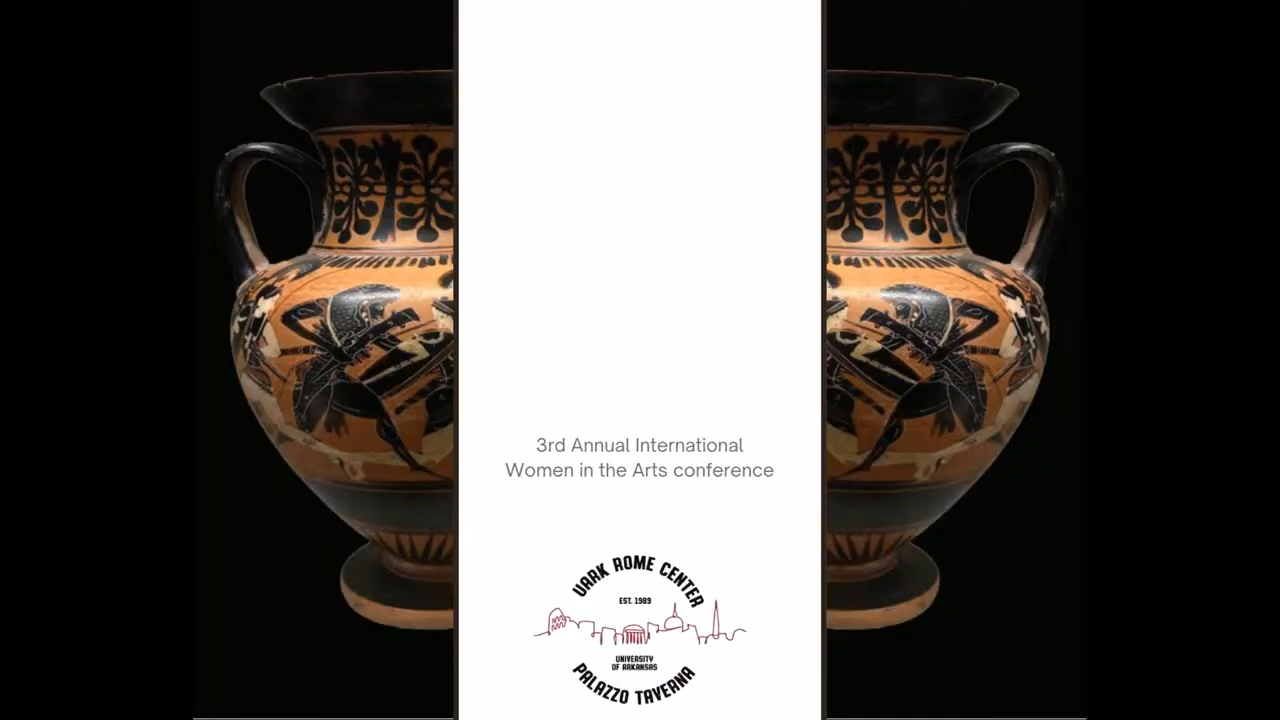 3rd Annual International
Women in the Arts conference
UARK ROME CENTER
EST. 1989
UNIVERSITY
OF ARKANSAS
PALAZZO TAVERNA